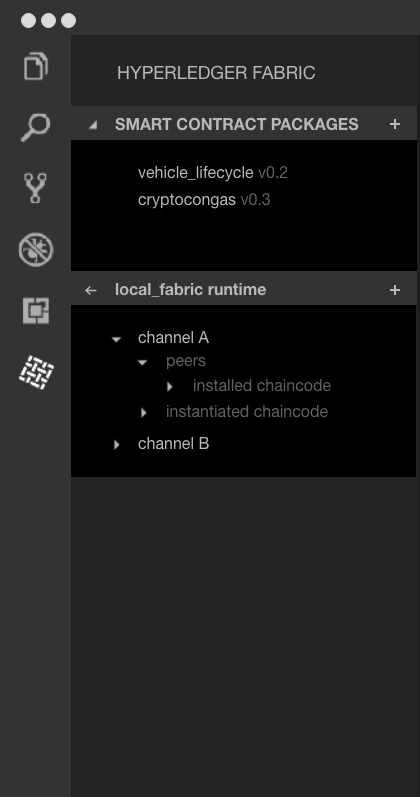 HYPERLEDGER FABRIC
SMART CONTRACT PACKAGES
vehicle_lifecycle v0.2
cryptocongas v0.3
local_fabric runtime
channel A
peers
installed chaincode
instantiated chaincode
channel B